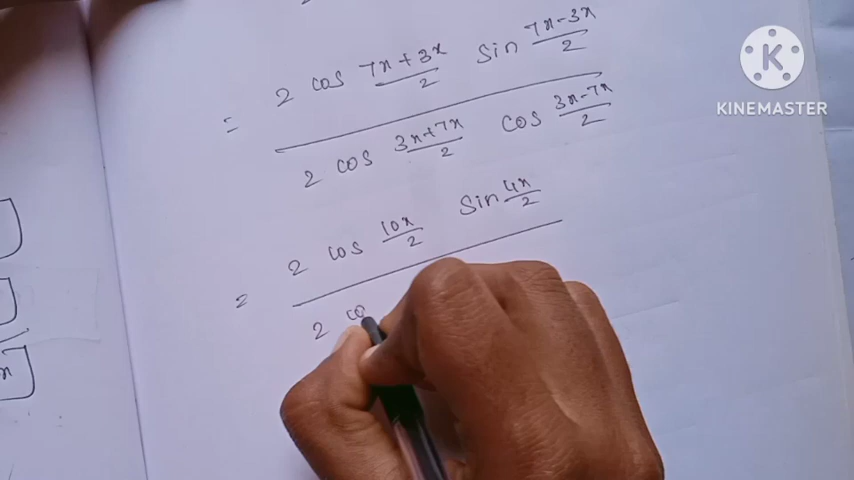 2 cos 7x+3x/2 sin 7x-3x/2
=
2 cos 3x+7x/2 cos 3x-7x/2
2 cos 10x/2 sin 4x/2
=
2 co
x
K
KINEMASTER